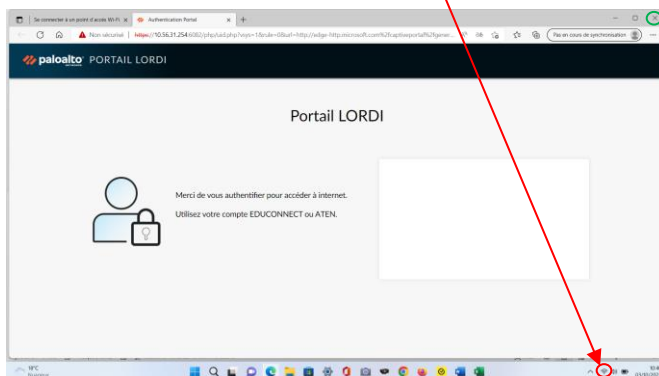 Se connecter à un point d'accès Wi-Fi
Authentication Portal
Non sécurisé
Pas en cours de synchronisation
paloalto
PORTAIL LORDI
Portail LORDI
Merci de vous authentifier pour accéder à internet.
Utilisez votre compte EDUCONNECT ou ATEN.
18°C